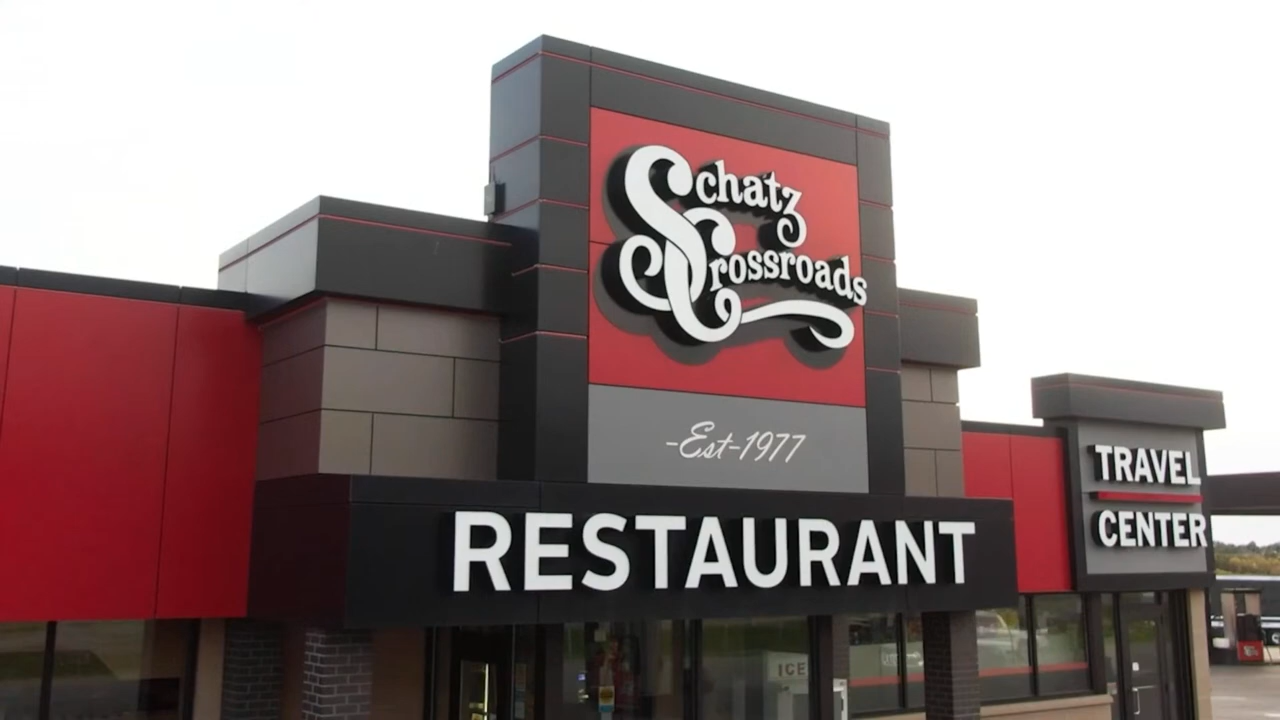 Schatz
Crossroads
-Est-1977
RESTAURANT
TRAVEL
CENTER
ICE